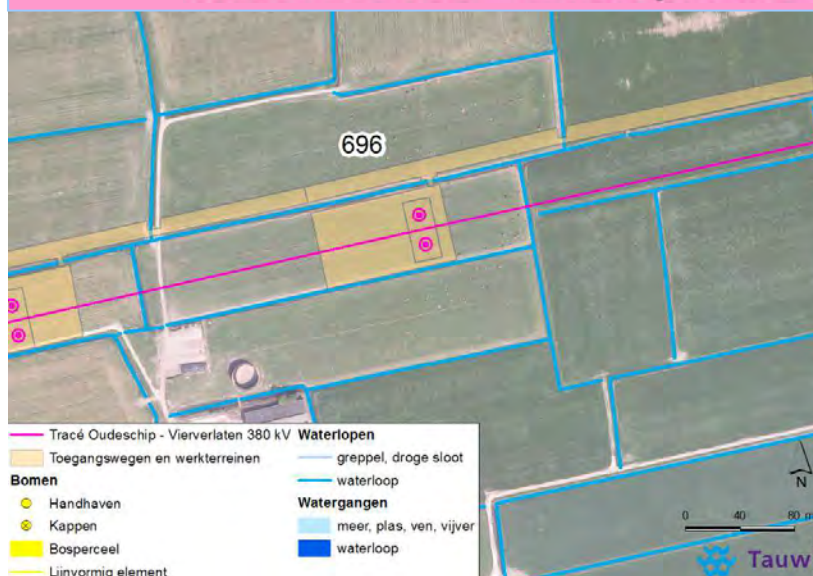 696
Tracé Oudeschip - Vierverlaten 380 kV
Toegangswegen en werkterreinen
Bomen
Handhaven
Kappen
Bosperceel
Lijnvormig element
Waterlopen
greppel, droge sloot
waterloop
Watergangen
meer, plas, ven, vijver
waterloop
N
0 40 80 m
Tauw